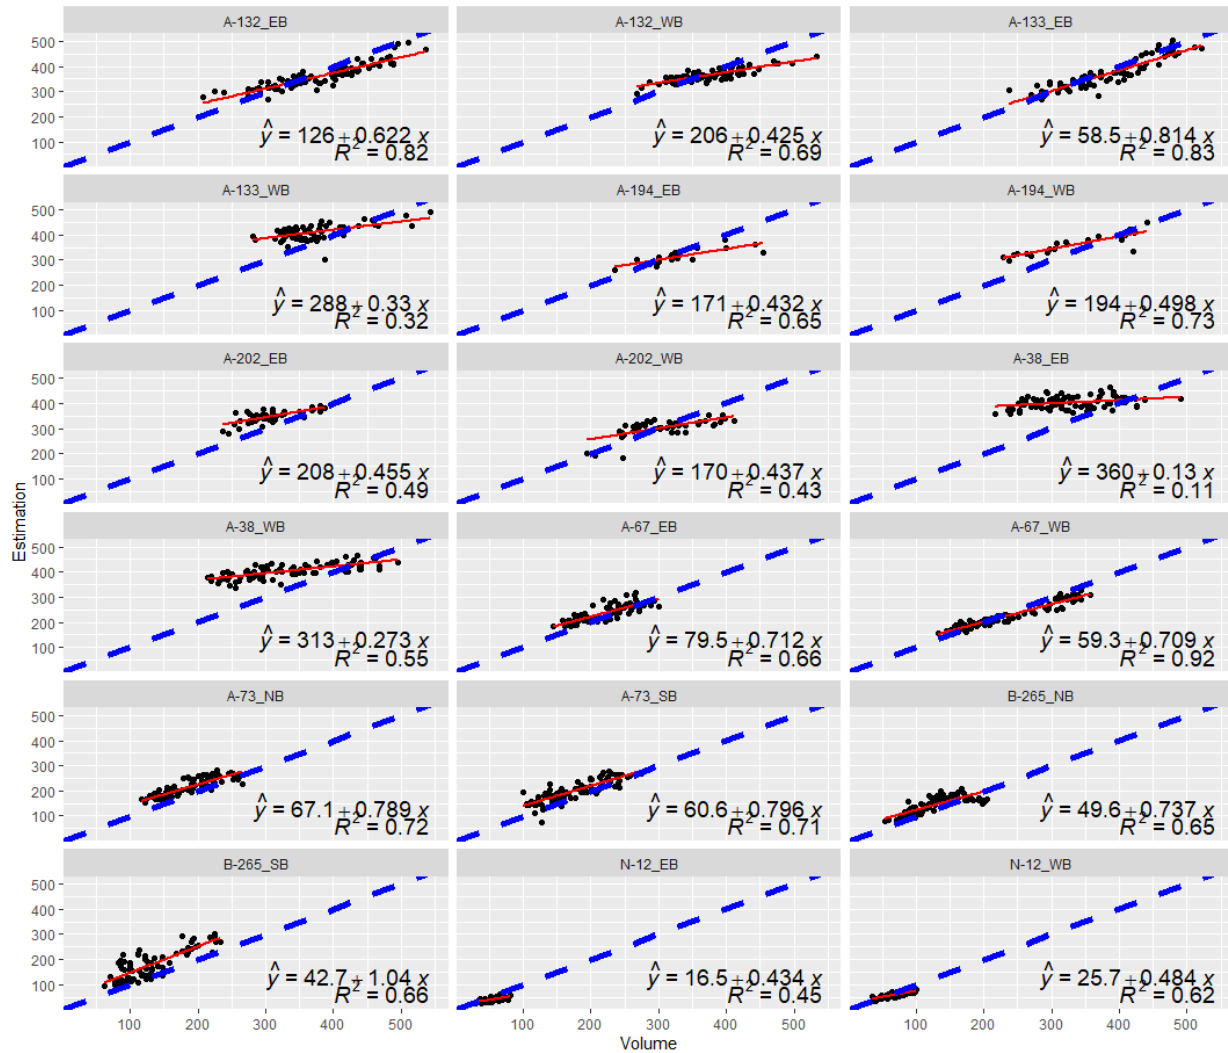 A-132_EB A-132_WB A-133_EB
500
400
300
200
100
ŷ = 126 + 0.622 x
R² = 0.82
ŷ = 206 + 0.425 x
R² = 0.69
ŷ = 58.5 + 0.814 x
R² = 0.83
A-133_WB A-194_EB A-194_WB
500
400
300
200
100
ŷ = 288 + 0.33 x
R² = 0.32
ŷ = 171 + 0.432 x
R² = 0.65
ŷ = 194 + 0.498 x
R² = 0.73
A-202_EB A-202_WB A-38_EB
500
400
300
200
100
ŷ = 208 + 0.455 x
R² = 0.49
ŷ = 170 + 0.437 x
R² = 0.43
ŷ = 360 + 0.13 x
R² = 0.11
Estimation
A-38_WB A-67_EB A-67_WB
500
400
300
200
100
ŷ = 313 + 0.273 x
R² = 0.55
ŷ = 79.5 + 0.712 x
R² = 0.66
ŷ = 59.3 + 0.709 x
R² = 0.92
A-73_NB A-73_SB B-265_NB
500
400
300
200
100
ŷ = 67.1 + 0.789 x
R² = 0.72
ŷ = 60.6 + 0.796 x
R² = 0.71
ŷ = 49.6 + 0.737 x
R² = 0.65
B-265_SB N-12_EB N-12_WB
500
400
300
200
100
ŷ = 42.7 + 1.04 x
R² = 0.66
ŷ = 16.5 + 0.434 x
R² = 0.45
ŷ = 25.7 + 0.484 x
R² = 0.62
100 200 300 400 500 100 200 300 400 500 100 200 300 400 500
Volume